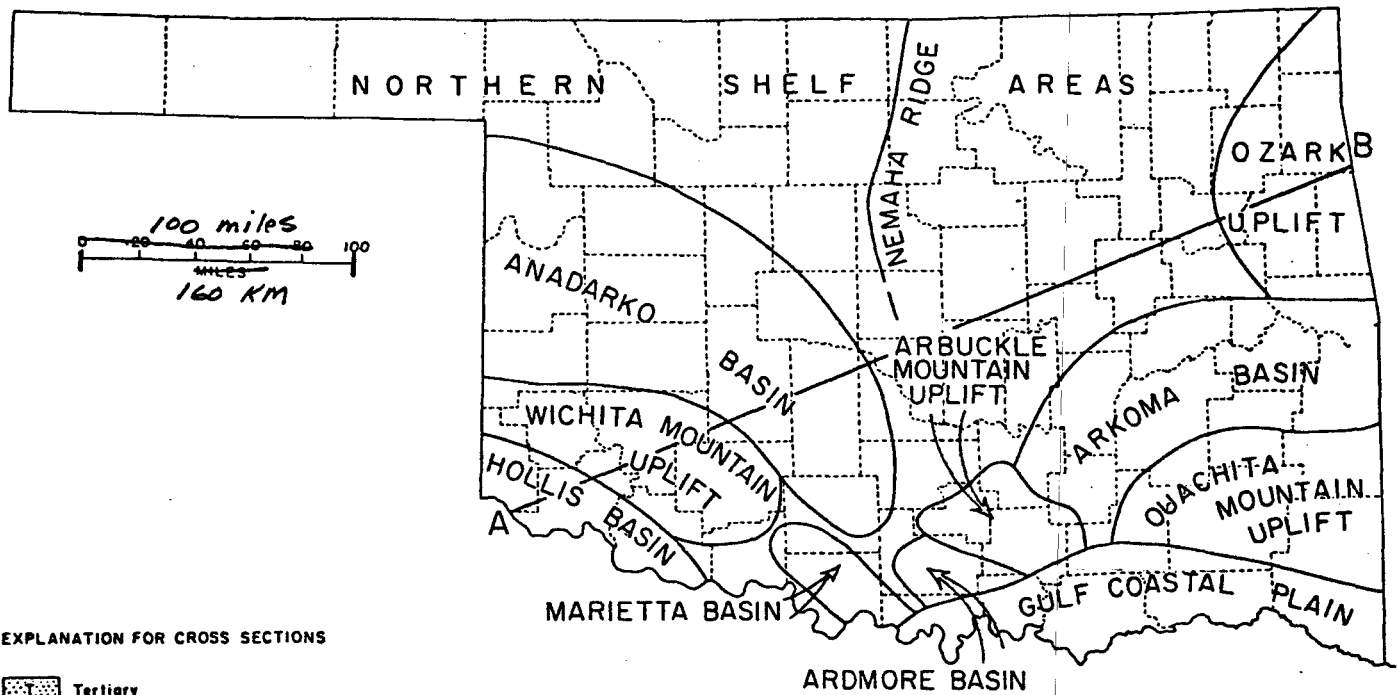 NORTHERN SHELF AREAS
NEMAHA RIDGE
OZARK
B
UPLIFT
100 miles
0 20 40 60 80 100
MILES
160 KM
ANADARKO
BASIN
ARBUCKLE
MOUNTAIN
UPLIFT
BASIN
ARKOMA
WICHITA MOUNTAIN
UPLIFT
HOLLIS BASIN
A
OUACHITA
MOUNTAIN
UPLIFT
MARIETTA BASIN
GULF COASTAL PLAIN
ARDMORE BASIN
EXPLANATION FOR CROSS SECTIONS
T Tertiary